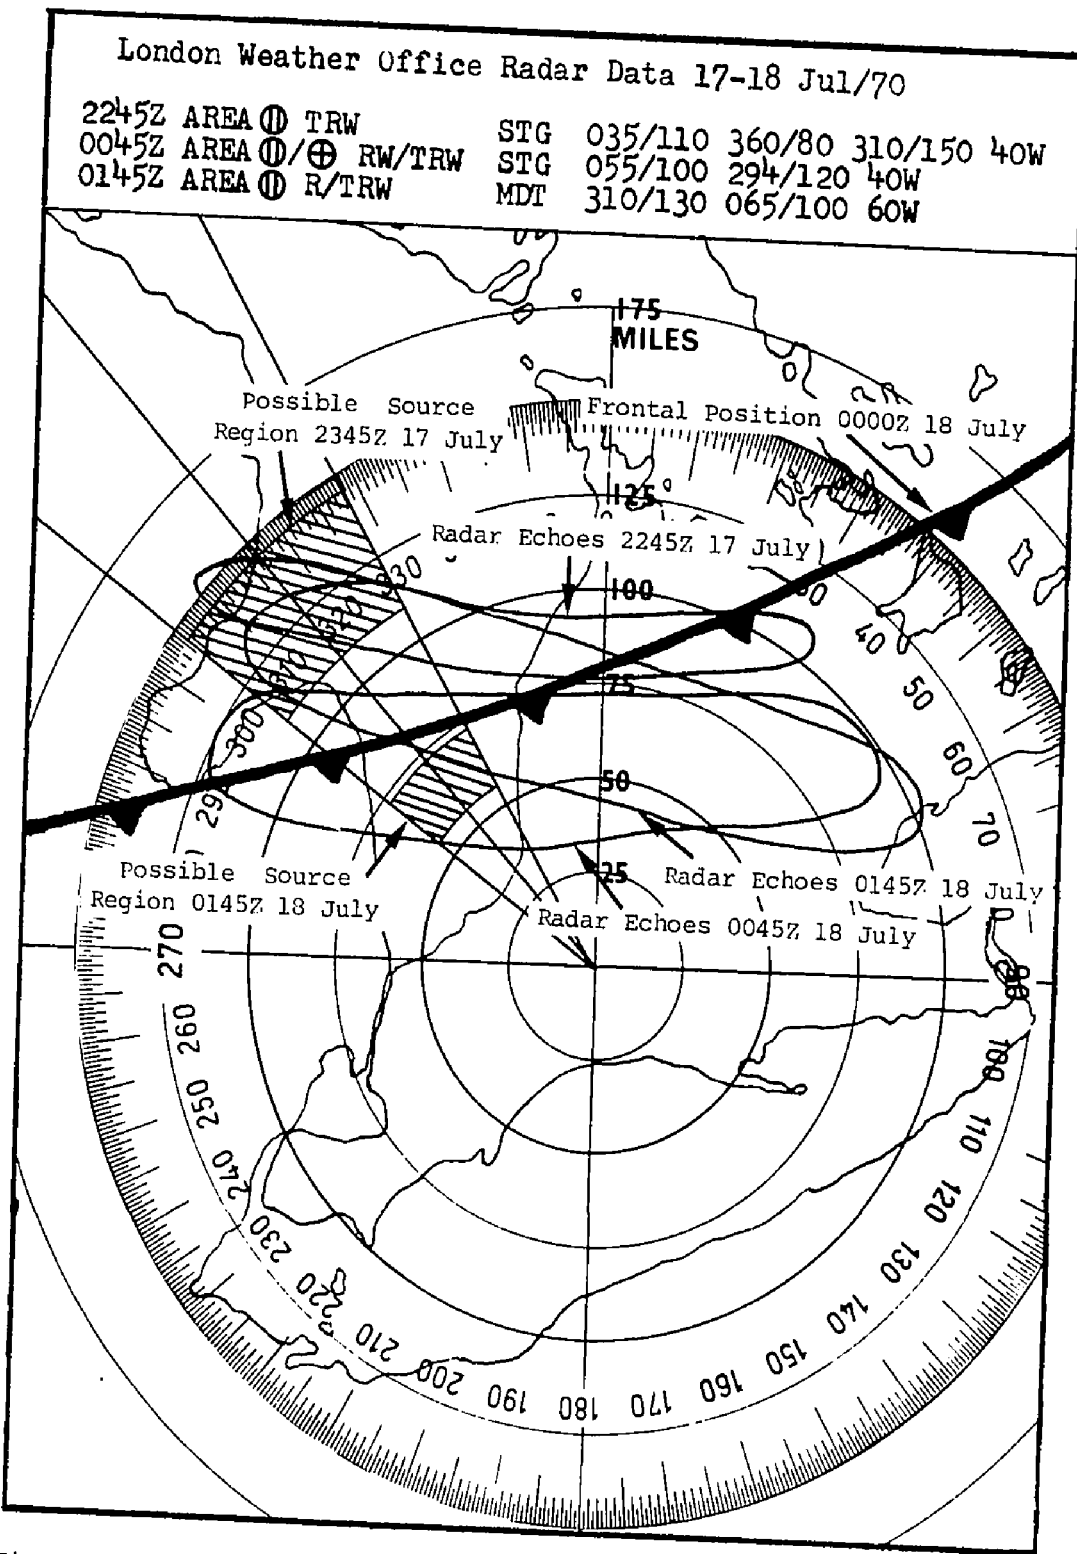 London Weather Office Radar Data 17-18 Jul/70
2245Z AREA TRW STG 035/110 360/80 310/150 40W
0045Z AREA / RW/TRW STG 055/100 294/120 40W
0145Z AREA R/TRW MDT 310/130 065/100 60W
175
MILES
Possible Source
Region 2345Z 17 July
Frontal Position 0000Z 18 July
125
Radar Echoes 2245Z 17 July
100
330
320
310
300
75
40
50
60
70
50
25
Possible Source
Region 0145Z 18 July
Radar Echoes 0145Z 18 July
Radar Echoes 0045Z 18 July
270
260
250
240
230
220
210
200
190
180
170
160
150
140
130
120
110
100